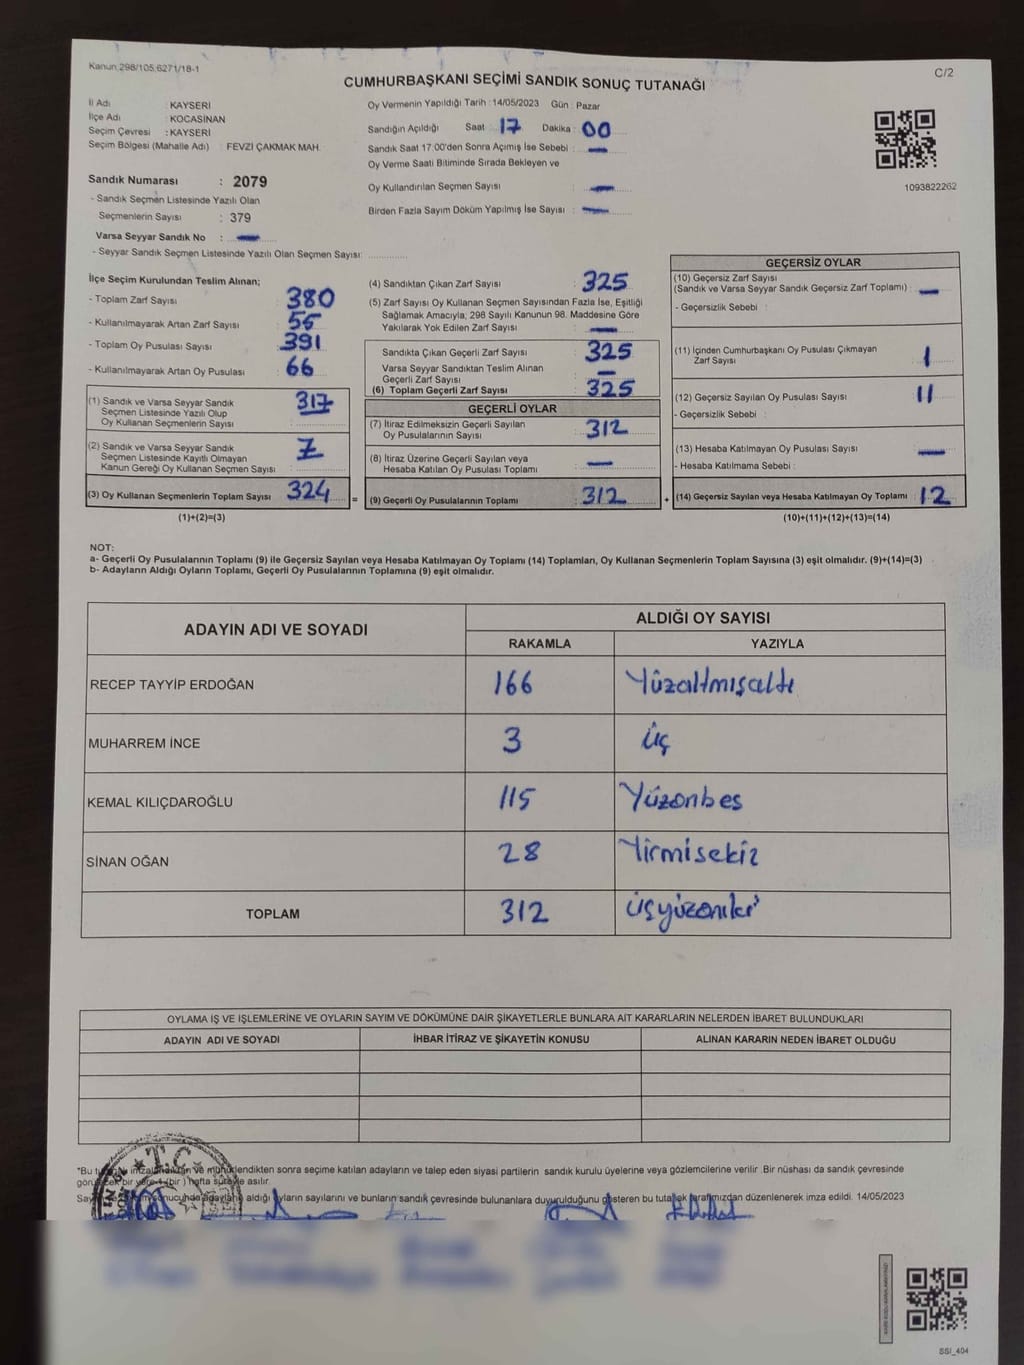 Kanun:298/105,6271/18-1
C/2
CUMHURBAŞKANI SEÇİMİ SANDIK SONUÇ TUTANAĞI
İl Adı KAYSERİ
İlçe Adı : KOCASİNAN
Seçim Çevresi : KAYSERİ
Seçim Bölgesi (Mahalle Adı) : FEVZİ ÇAKMAK MAH.
Oy Vermenin Yapıldığı Tarih :14/05/2023 Gün : Pazar
Sandığın Açıldığı Saat : 17 Dakika : 00
Sandık Saat 17:00'den Sonra Açımış İse Sebebi : —
Oy Verme Saati Bitiminde Sırada Bekleyen ve
Oy Kullandırılan Seçmen Sayısı : —
Birden Fazla Sayım Döküm Yapılmış İse Sayısı : —
1093822262
Sandık Numarası : 2079
- Sandık Seçmen Listesinde Yazılı Olan
Seçmenlerin Sayısı : 379
Varsa Seyyar Sandık No : —
- Seyyar Sandık Seçmen Listesinde Yazılı Olan Seçmen Sayısı:
İlçe Seçim Kurulundan Teslim Alınan;
- Toplam Zarf Sayısı 380
- Kullanılmayarak Artan Zarf Sayısı 55
- Toplam Oy Pusulası Sayısı 391
- Kullanılmayarak Artan Oy Pusulası : 66
(1) Sandık ve Varsa Seyyar Sandık
Seçmen Listesinde Yazılı Olup
Oy Kullanan Seçmenlerin Sayısı 317
(2) Sandık ve Varsa Seyyar Sandık
Seçmen Listesinde Kayıtlı Olmayan
Kanun Gereği Oy Kullanan Seçmen Sayısı 7
(3) Oy Kullanan Seçmenlerin Toplam Sayısı : 324
(1)+(2)=(3)
(4) Sandıktan Çıkan Zarf Sayısı : 325
(5) Zarf Sayısı Oy Kullanan Seçmen Sayısından Fazla İse, Eşitliği
Sağlamak Amacıyla, 298 Sayılı Kanunun 98. Maddesine Göre
Yakılarak Yok Edilen Zarf Sayısı : —
Sandıkta Çıkan Geçerli Zarf Sayısı : 325
Varsa Seyyar Sandıktan Teslim Alınan
Geçerli Zarf Sayısı —
(6) Toplam Geçerli Zarf Sayısı : 325
GEÇERLİ OYLAR
(7) İtiraz Edilmeksizin Geçerli Sayılan
Oy Pusulalarının Sayısı : 312
(8) İtiraz Üzerine Geçerli Sayılan veya
Hesaba Katılan Oy Pusulası Toplamı : —
= (9) Geçerli Oy Pusulalarının Toplamı : 312 +
GEÇERSİZ OYLAR
(10) Geçersiz Zarf Sayısı
(Sandık ve Varsa Seyyar Sandık Geçersiz Zarf Toplamı) : —
- Geçersizlik Sebebi :
(11) İçinden Cumhurbaşkanı Oy Pusulası Çıkmayan
Zarf Sayısı : 1
(12) Geçersiz Sayılan Oy Pusulası Sayısı : 11
- Geçersizlik Sebebi :
(13) Hesaba Katılmayan Oy Pusulası Sayısı : —
- Hesaba Katılmama Sebebi :
(14) Geçersiz Sayılan veya Hesaba Katılmayan Oy Toplamı : 12
(10)+(11)+(12)+(13)=(14)
NOT:
a- Geçerli Oy Pusulalarının Toplamı (9) ile Geçersiz Sayılan veya Hesaba Katılmayan Oy Toplamı (14) Toplamları, Oy Kullanan Seçmenlerin Toplam Sayısına (3) eşit olmalıdır. (9)+(14)=(3)
b- Adayların Aldığı Oyların Toplamı, Geçerli Oy Pusulalarının Toplamına (9) eşit olmalıdır.
ADAYIN ADI VE SOYADI ALDIĞI OY SAYISI
RAKAMLA YAZIYLA
RECEP TAYYİP ERDOĞAN 166 Yüzaltmışaltı
MUHARREM İNCE 3 üç
KEMAL KILIÇDAROĞLU 115 Yüzonbes
SİNAN OĞAN 28 Yirmisekiz
TOPLAM 312 üçyüzoniki
OYLAMA İŞ VE İŞLEMLERİNE VE OYLARIN SAYIM VE DÖKÜMÜNE DAİR ŞİKAYETLERLE BUNLARA AİT KARARLARIN NELERDEN İBARET BULUNDUKLARI
ADAYIN ADI VE SOYADI İHBAR İTİRAZ VE ŞİKAYETİN KONUSU ALINAN KARARIN NEDEN İBARET OLDUĞU
T.C.
*Bu imzalandıktan ve mühürlendikten sonra seçime katılan adayların ve talep eden siyasi partilerin sandık kurulu üyelerine veya gözlemcilerine verilir .Bir nüshası da sandık çevresinde
bir yere 1 (bir ) hafta süreyle asılır.
sonucunda adayların aldığı oyların sayılarını ve bunların sandık çevresinde bulunanlara duyurulduğunu gösteren bu tutanak tarafımızdan düzenlenerek imza edildi. 14/05/2023
SSI_404